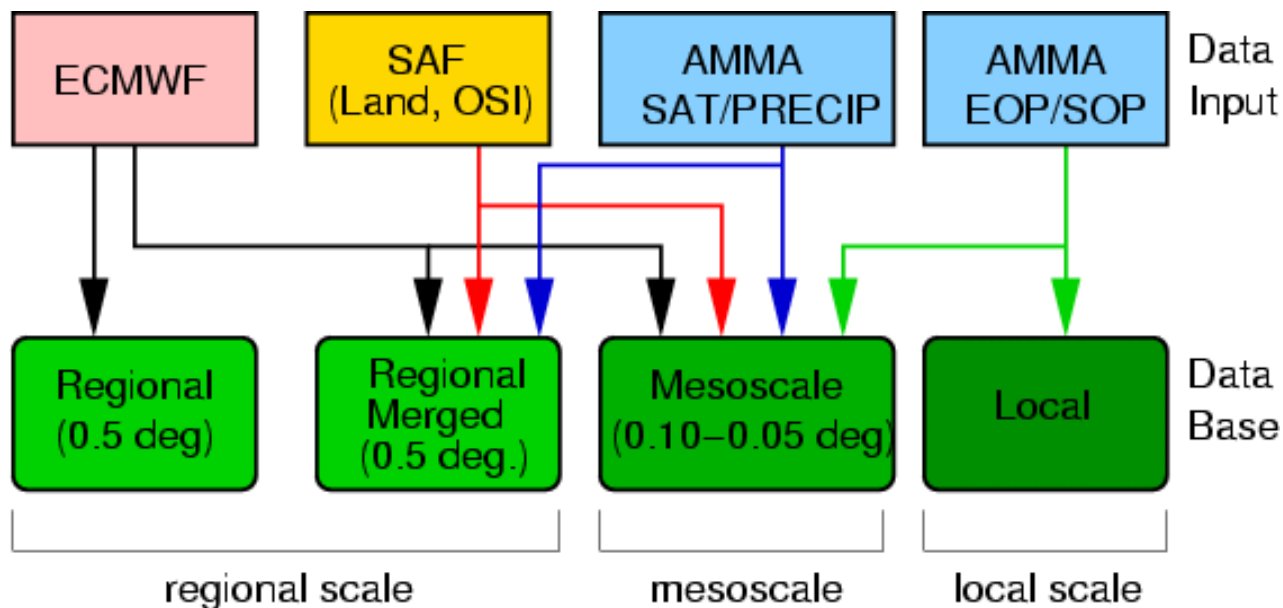 ECMWF
SAF
(Land, OSI)
AMMA
SAT/PRECIP
AMMA
EOP/SOP
Data
Input
Regional
(0.5 deg)
Regional
Merged
(0.5 deg.)
Mesoscale
(0.10−0.05 deg)
Local
Data
Base
regional scale
mesoscale
local scale